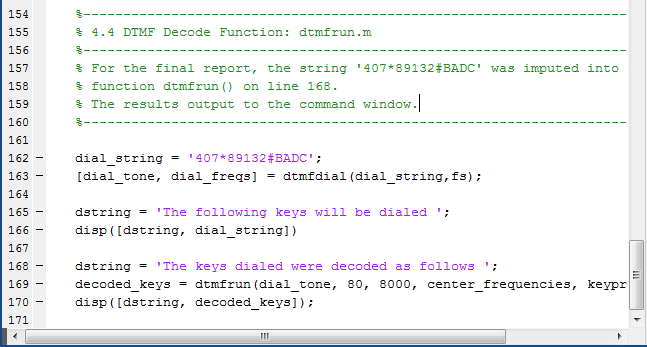 154 %--------------------------------------------------------------------
155 % 4.4 DTMF Decode Function: dtmfrun.m
156 %--------------------------------------------------------------------
157 % For the final report, the string '407*89132#BADC' was imputed into
158 % function dtmfrun() on line 168.
159 % The results output to the command window.
160 %--------------------------------------------------------------------
161
162 – dial_string = '407*89132#BADC';
163 – [dial_tone, dial_freqs] = dtmfdial(dial_string,fs);
164
165 – dstring = 'The following keys will be dialed ';
166 – disp([dstring, dial_string])
167
168 – dstring = 'The keys dialed were decoded as follows ';
169 – decoded_keys = dtmfrun(dial_tone, 80, 8000, center_frequencies, keypr
170 – disp([dstring, decoded_keys]);
171